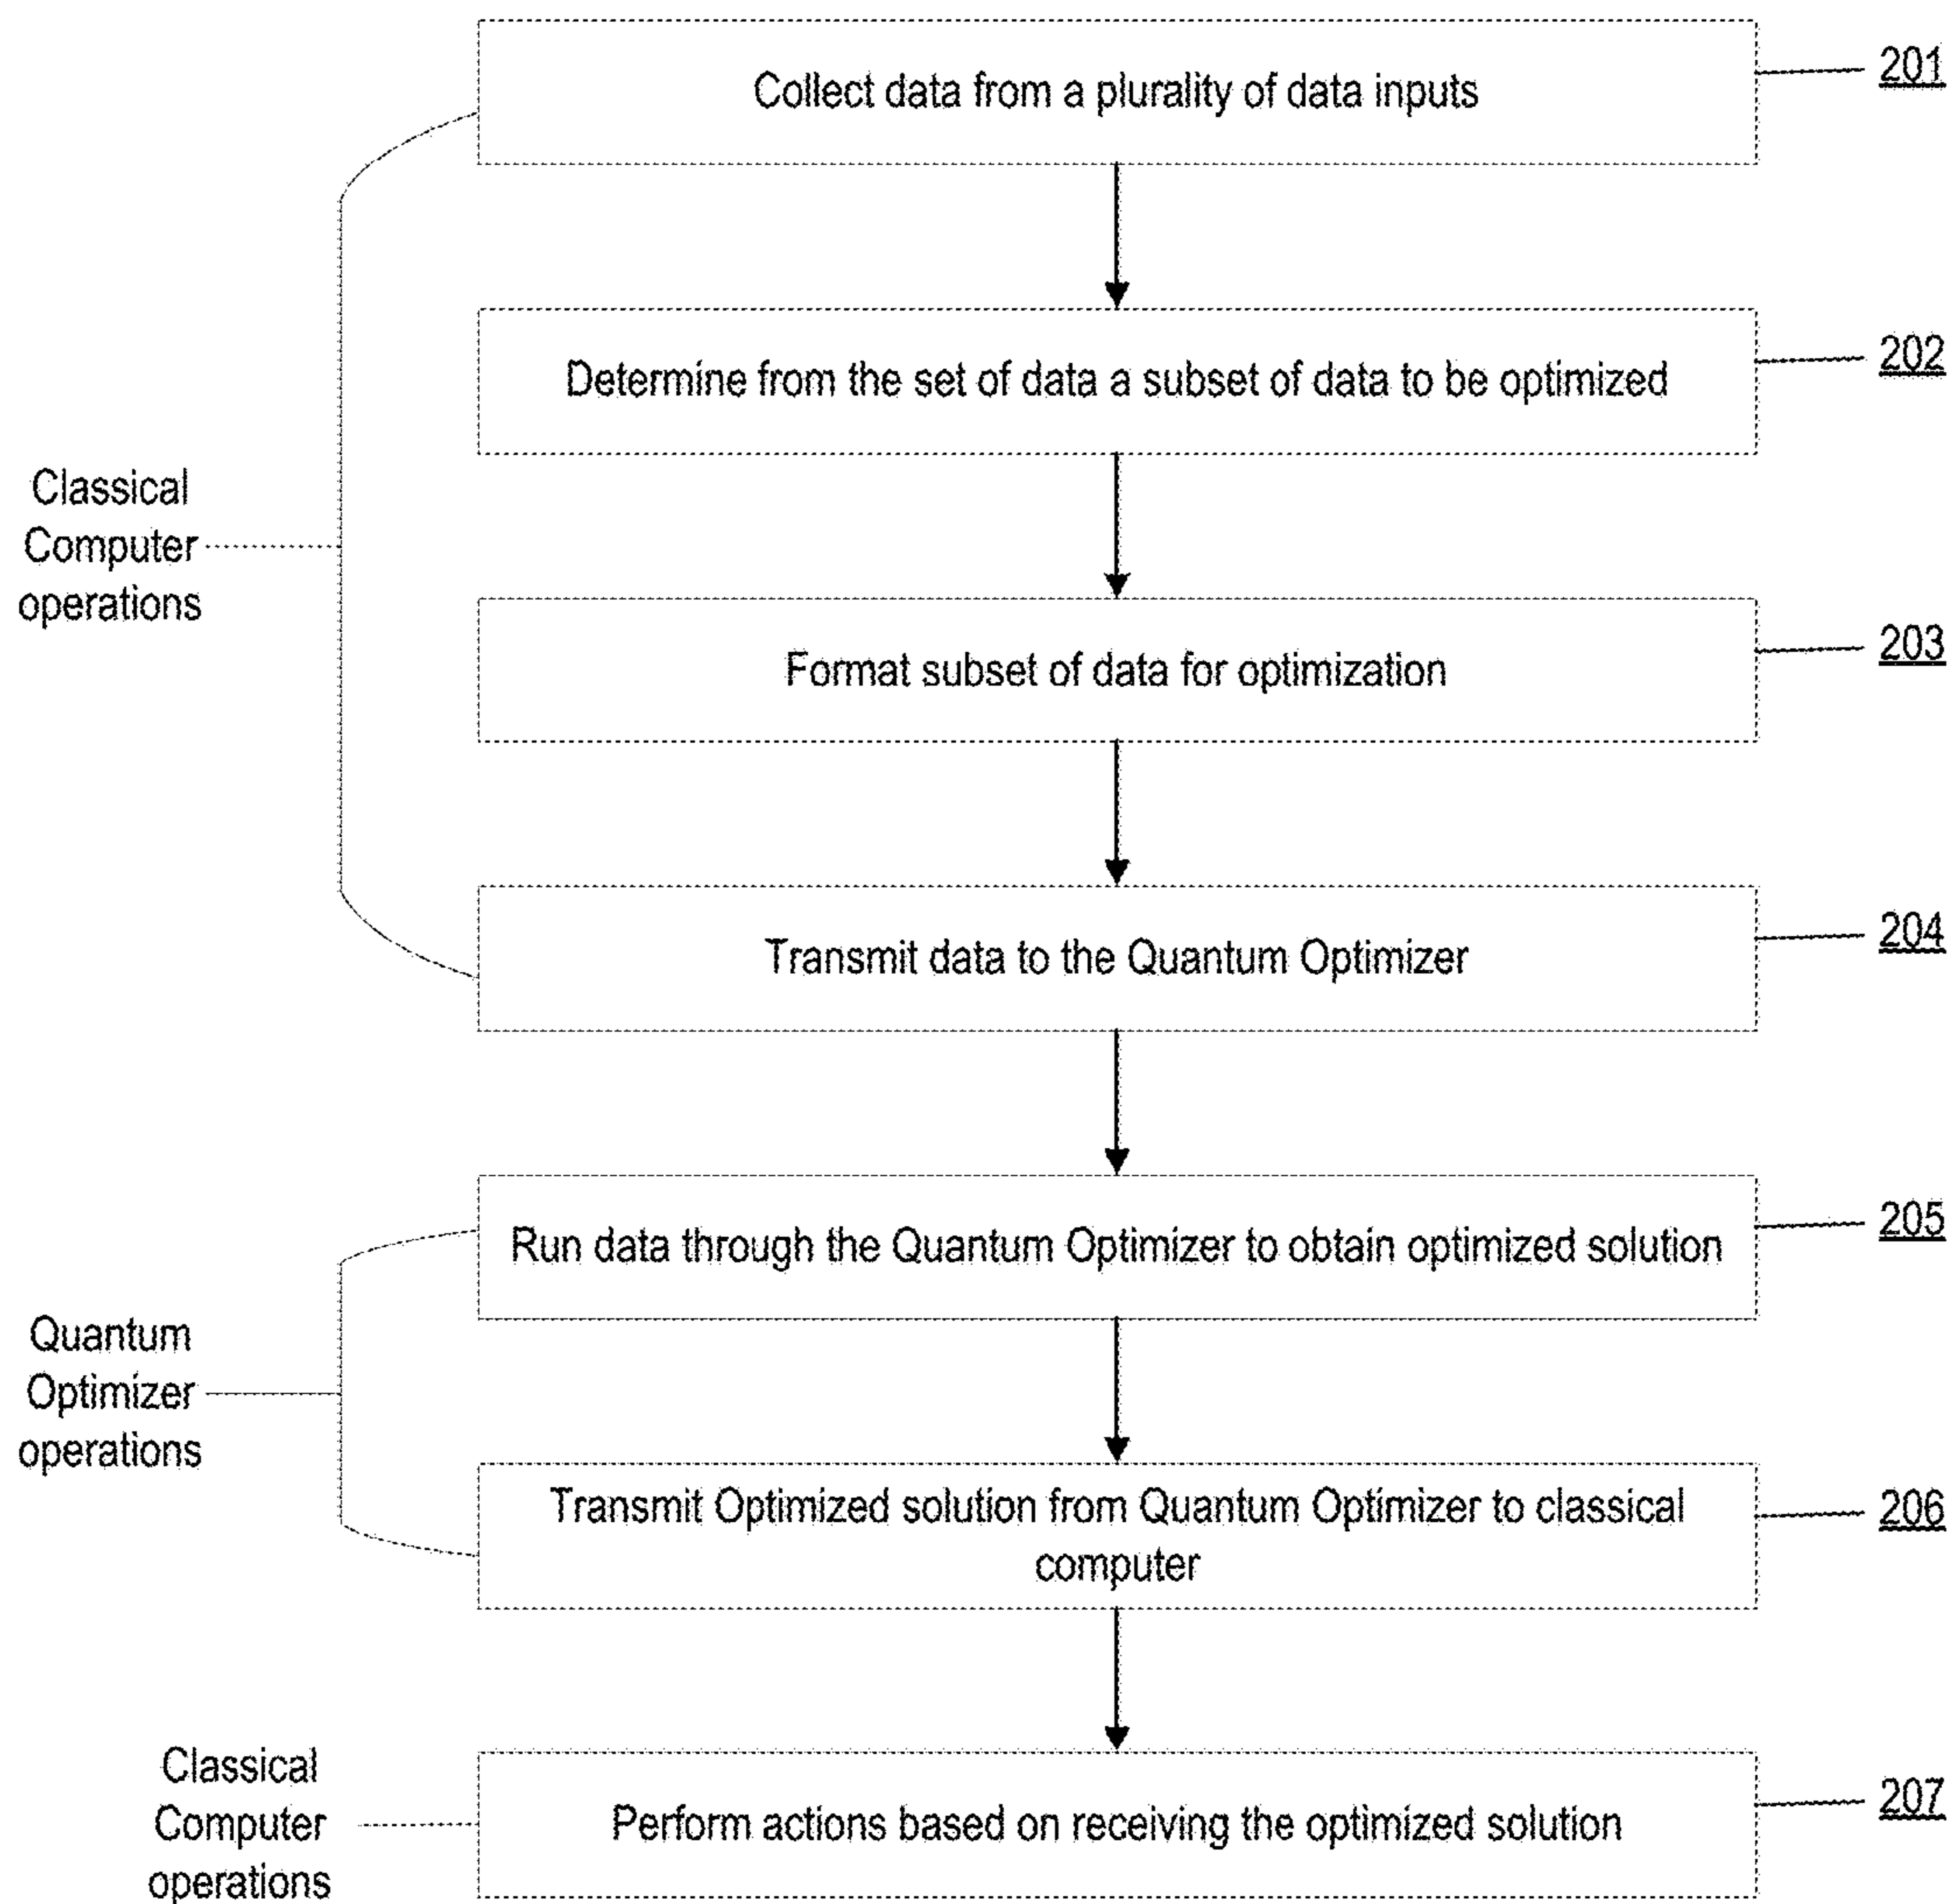 Collect data from a plurality of data inputs
201
Determine from the set of data a subset of data to be optimized
202
Classical
Computer
operations
Format subset of data for optimization
203
Transmit data to the Quantum Optimizer
204
Run data through the Quantum Optimizer to obtain optimized solution
205
Quantum
Optimizer
operations
Transmit Optimized solution from Quantum Optimizer to classical
computer
206
Classical
Computer
operations
Perform actions based on receiving the optimized solution
207